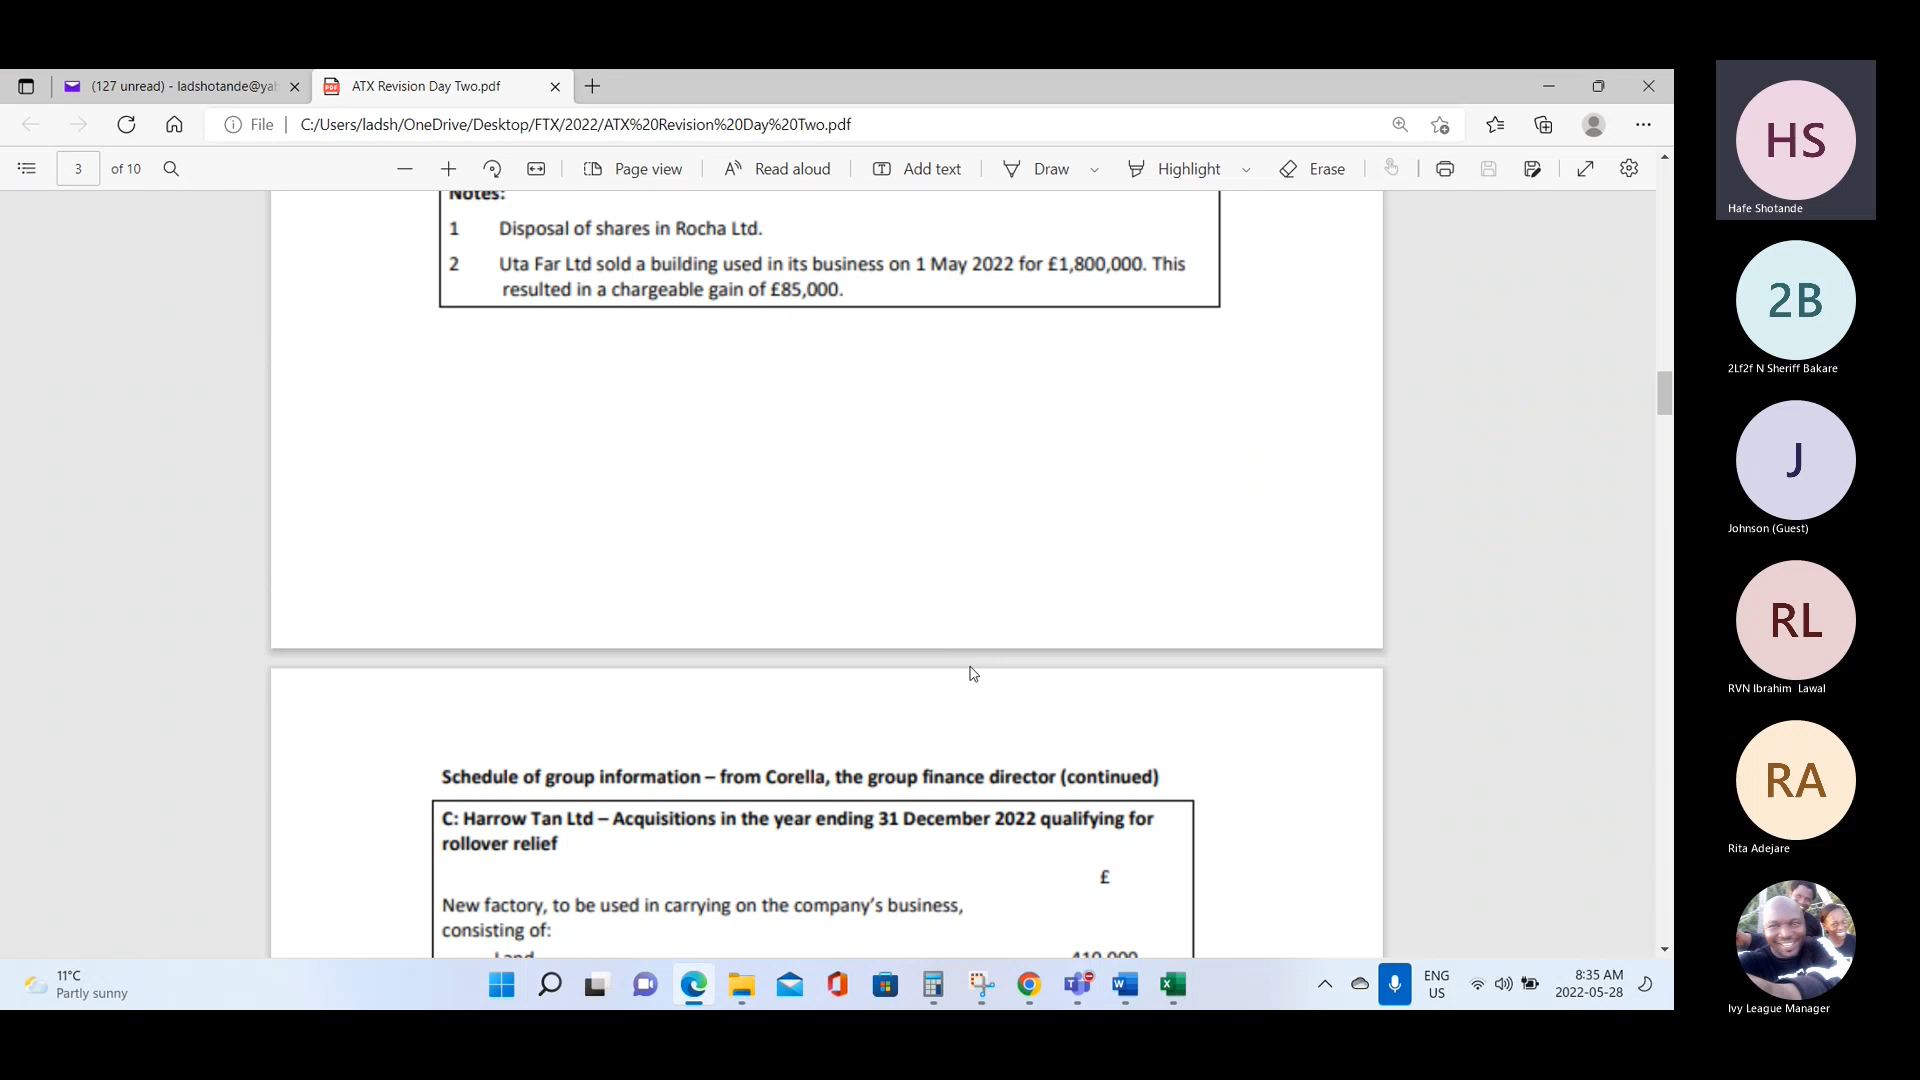 (127 unread) - ladshotande@yah
ATX Revision Day Two.pdf
File
C:/Users/ladsh/OneDrive/Desktop/FTX/2022/ATX%20Revision%20Day%20Two.pdf
3 of 10
Page view
Read aloud
Add text
Draw
Highlight
Erase
Notes:
1 Disposal of shares in Rocha Ltd.
2 Uta Far Ltd sold a building used in its business on 1 May 2022 for £1,800,000. This
resulted in a chargeable gain of £85,000.
Schedule of group information – from Corella, the group finance director (continued)
C: Harrow Tan Ltd – Acquisitions in the year ending 31 December 2022 qualifying for
rollover relief
£
New factory, to be used in carrying on the company's business,
consisting of:
Land 410,000
11°C
Partly sunny
ENG
US
8:35 AM
2022-05-28
HS
Hafe Shotande
2B
2Lf2f N Sheriff Bakare
J
Johnson (Guest)
RL
RVN Ibrahim Lawal
RA
Rita Adejare
Ivy League Manager